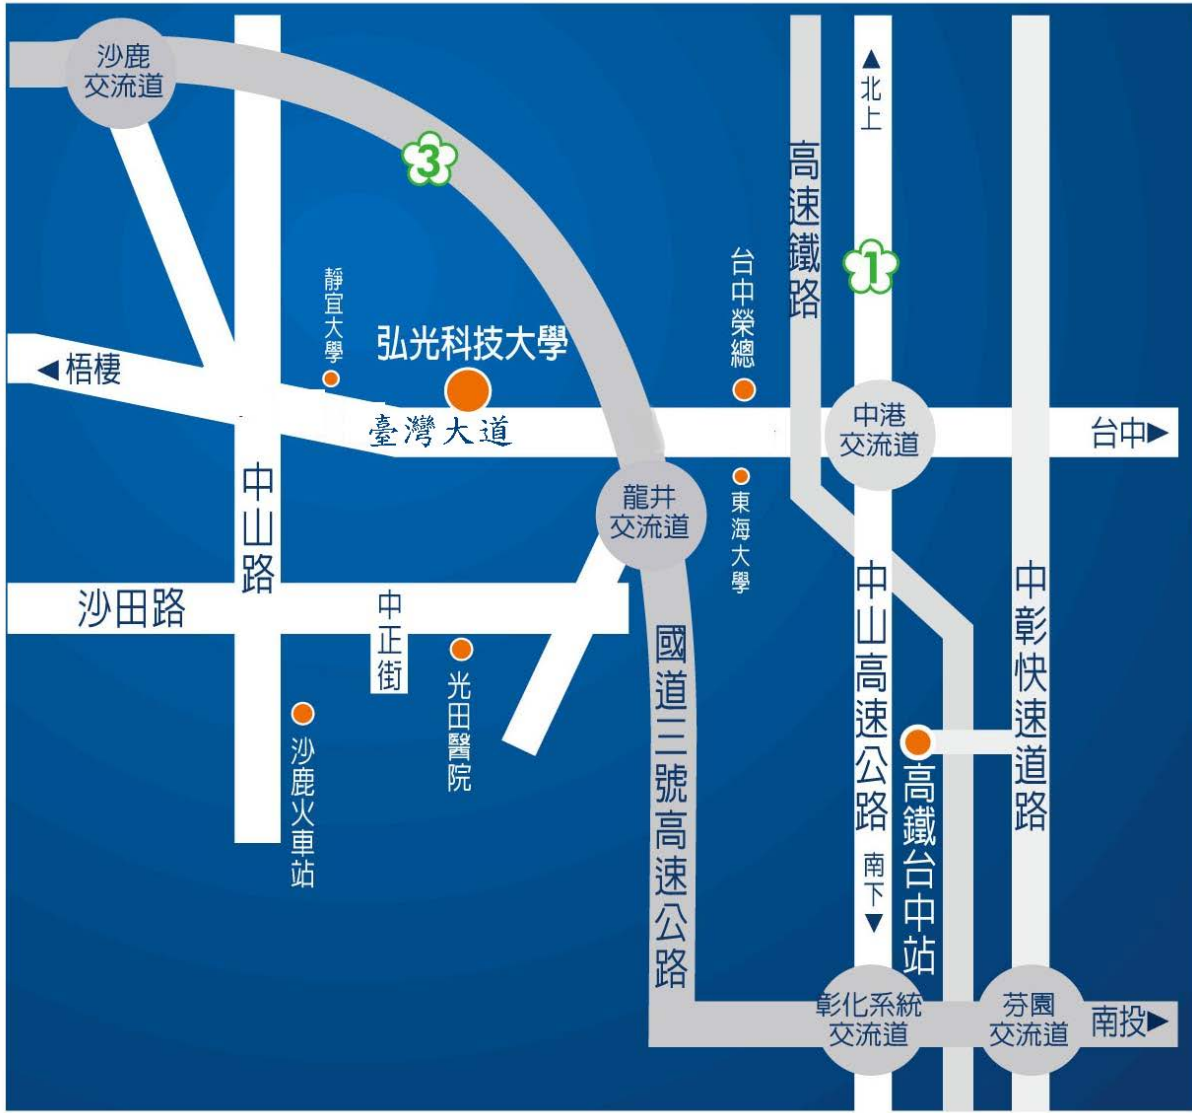 沙鹿
交流道
3
北上
高速鐵路
1
台中榮總
靜宜大學
弘光科技大學
梧棲
臺灣大道
中港
交流道
台中
中山路
龍井
交流道
東海大學
沙田路
中正街
光田醫院
沙鹿火車站
國道三號高速公路
中山高速公路
中彰快速道路
高鐵台中站
南下
彰化系統
交流道
芬園
交流道
南投